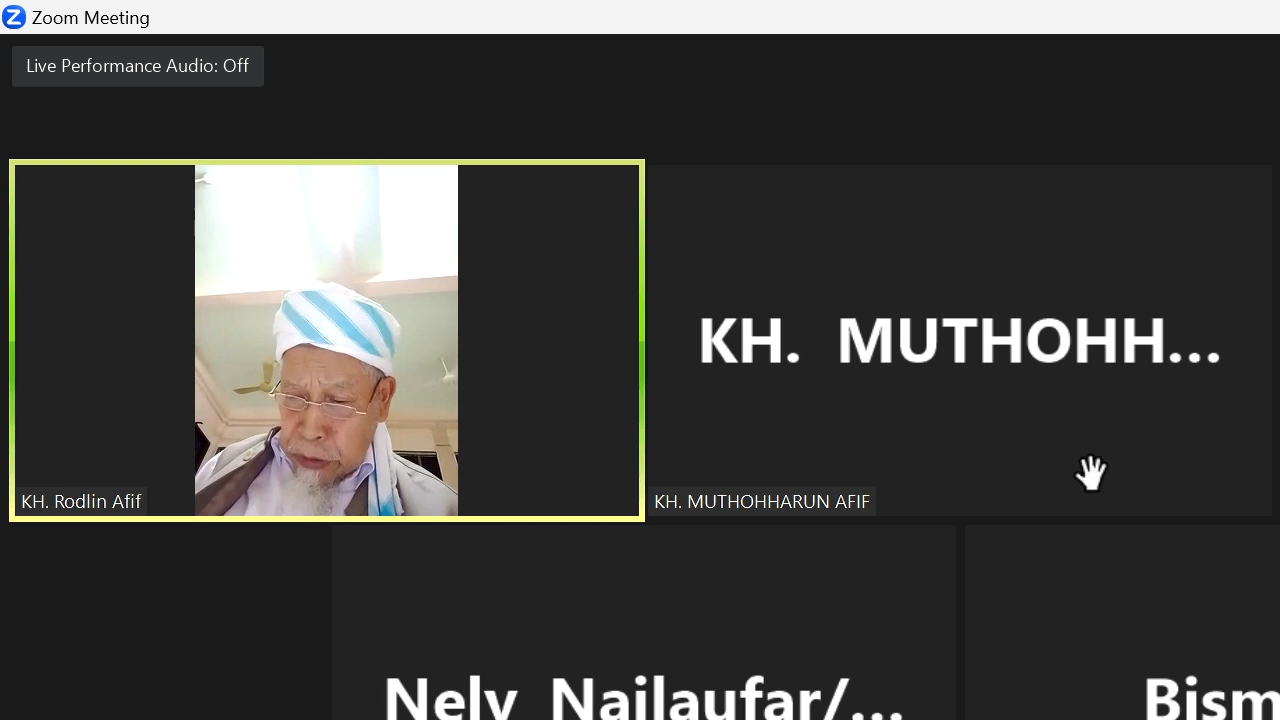 Zoom Meeting
Live Performance Audio: Off
KH. MUTHOHH...
KH. Rodlin Afif
KH. MUTHOHHARUN AFIF
Nely Nailaufar/...
Bism